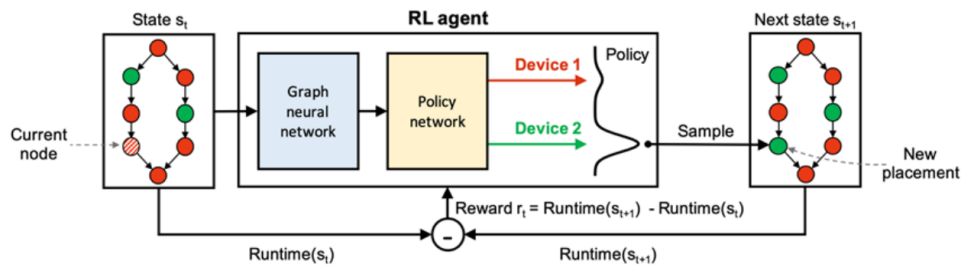 State sₜ
RL agent
Next state sₜ₊₁
Graph
neural
network
Policy
network
Device 1
Device 2
Policy
Sample
Current
node
New
placement
Reward rₜ = Runtime(sₜ₊₁) - Runtime(sₜ)
-
Runtime(sₜ)
Runtime(sₜ₊₁)